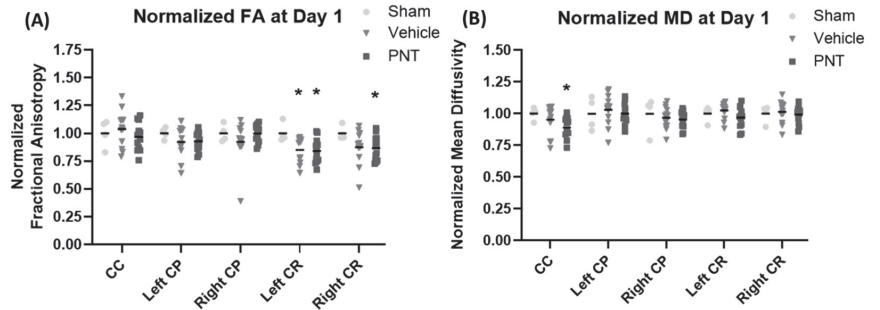 (A)
Normalized FA at Day 1
Sham
Vehicle
PNT
Normalized
Fractional Anisotropy
1.75
1.50
1.25
1.00
0.75
0.50
0.25
0.00
* * *
CC
Left CP
Right CP
Left CR
Right CR
(B)
Normalized MD at Day 1
Sham
Vehicle
PNT
Normalized Mean Diffusivity
1.50
1.25
1.00
0.75
0.50
0.25
0.00
*
CC
Left CP
Right CP
Left CR
Right CR